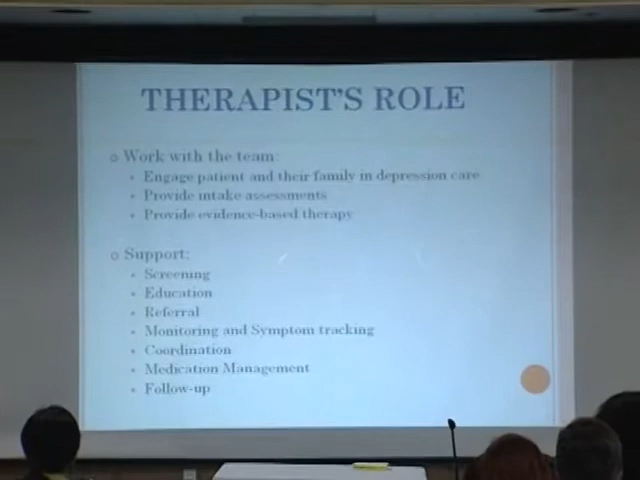 THERAPIST'S ROLE
Work with the team:
Engage patient and their family in depression care
Provide intake assessments
Provide evidence-based therapy
Support:
Screening
Education
Referral
Monitoring and Symptom tracking
Coordination
Medication Management
Follow-up